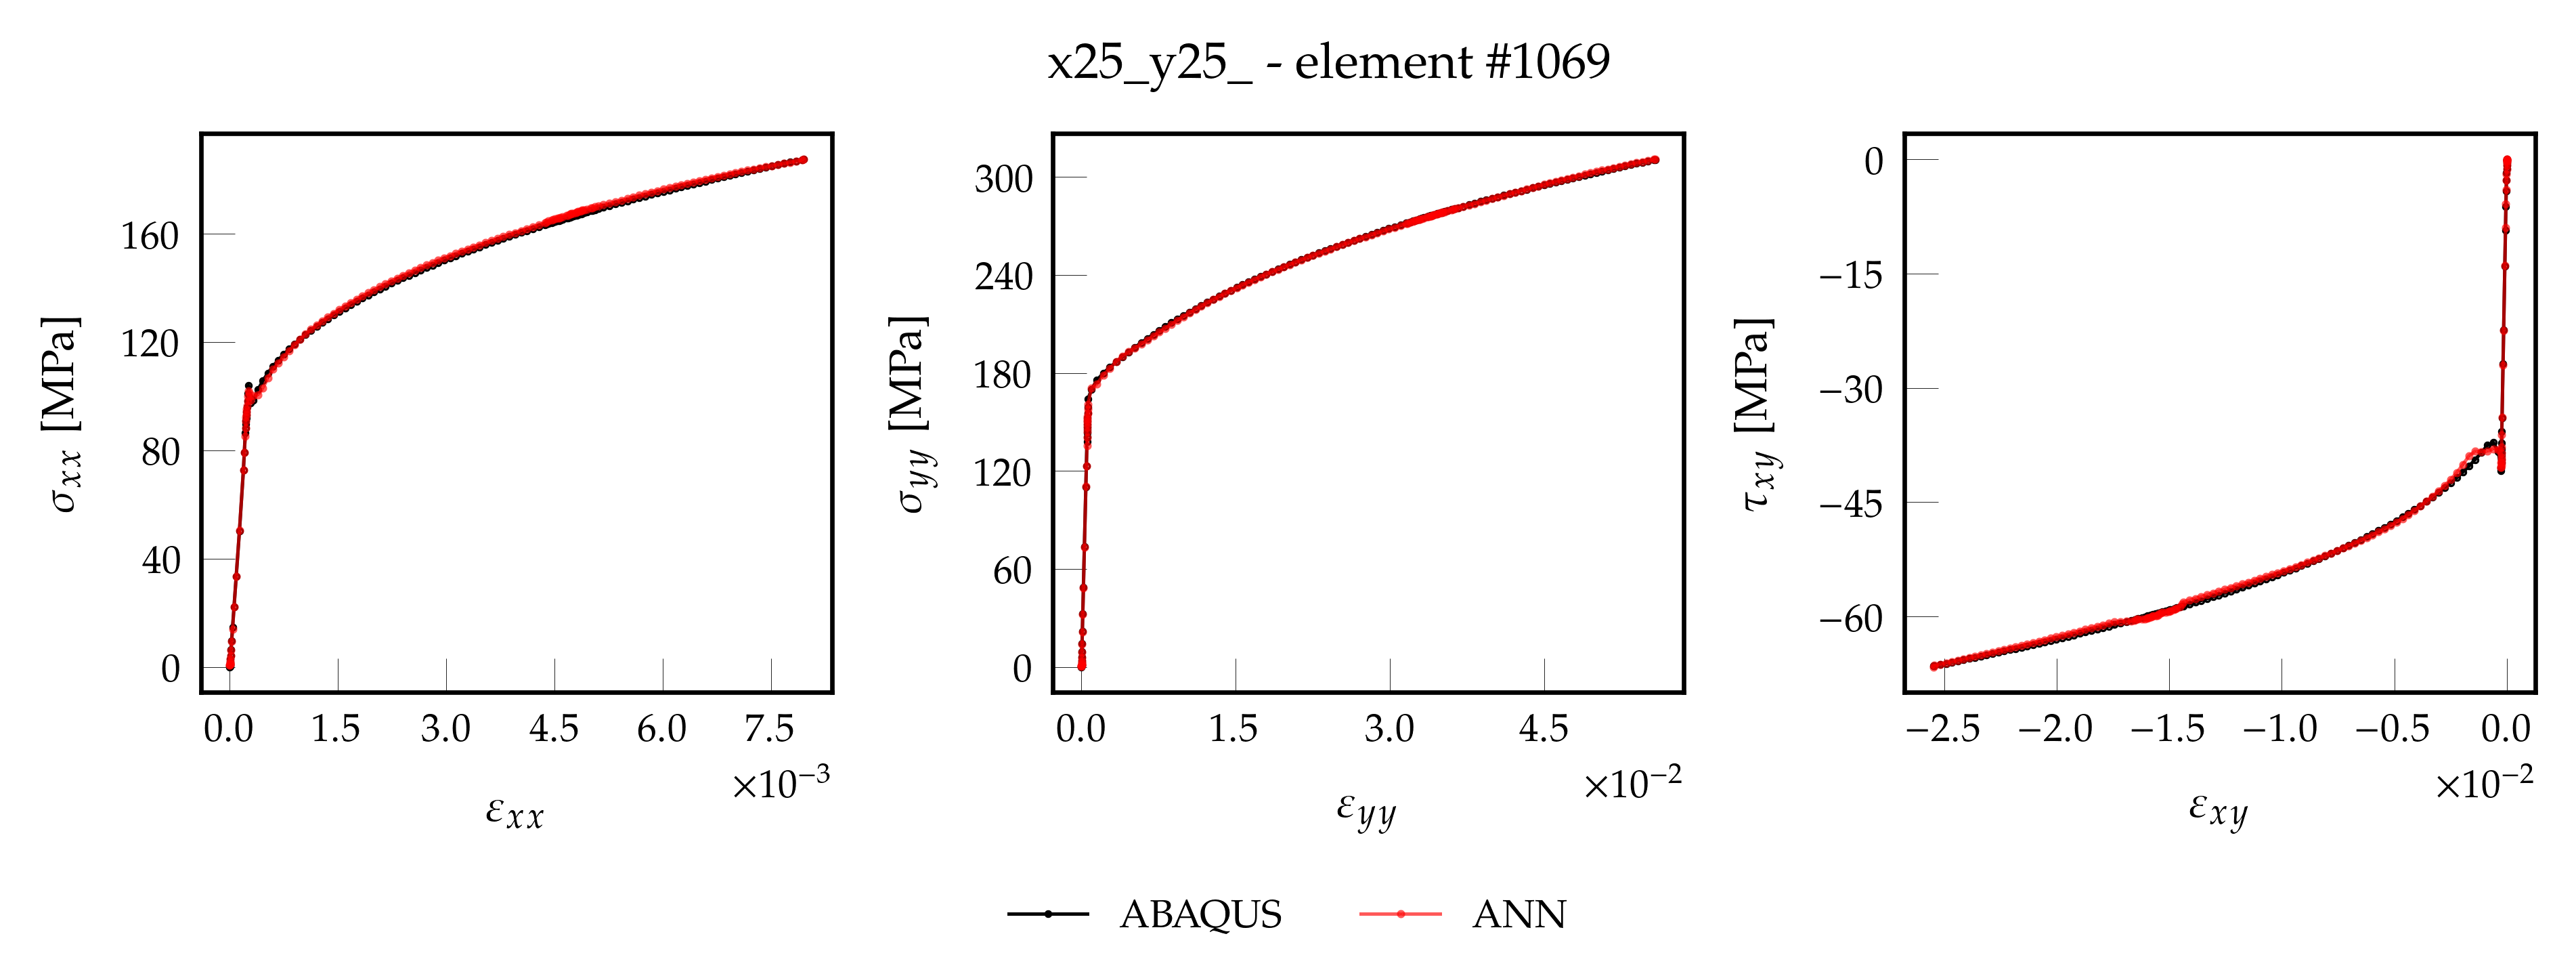 x25_y25_ - element #1069
σxx [MPa]
160
120
80
40
0
0.0 1.5 3.0 4.5 6.0 7.5
×10⁻³
εxx
σyy [MPa]
300
240
180
120
60
0
0.0 1.5 3.0 4.5
×10⁻²
εyy
τxy [MPa]
0
−15
−30
−45
−60
−2.5 −2.0 −1.5 −1.0 −0.5 0.0
×10⁻²
εxy
ABAQUS ANN